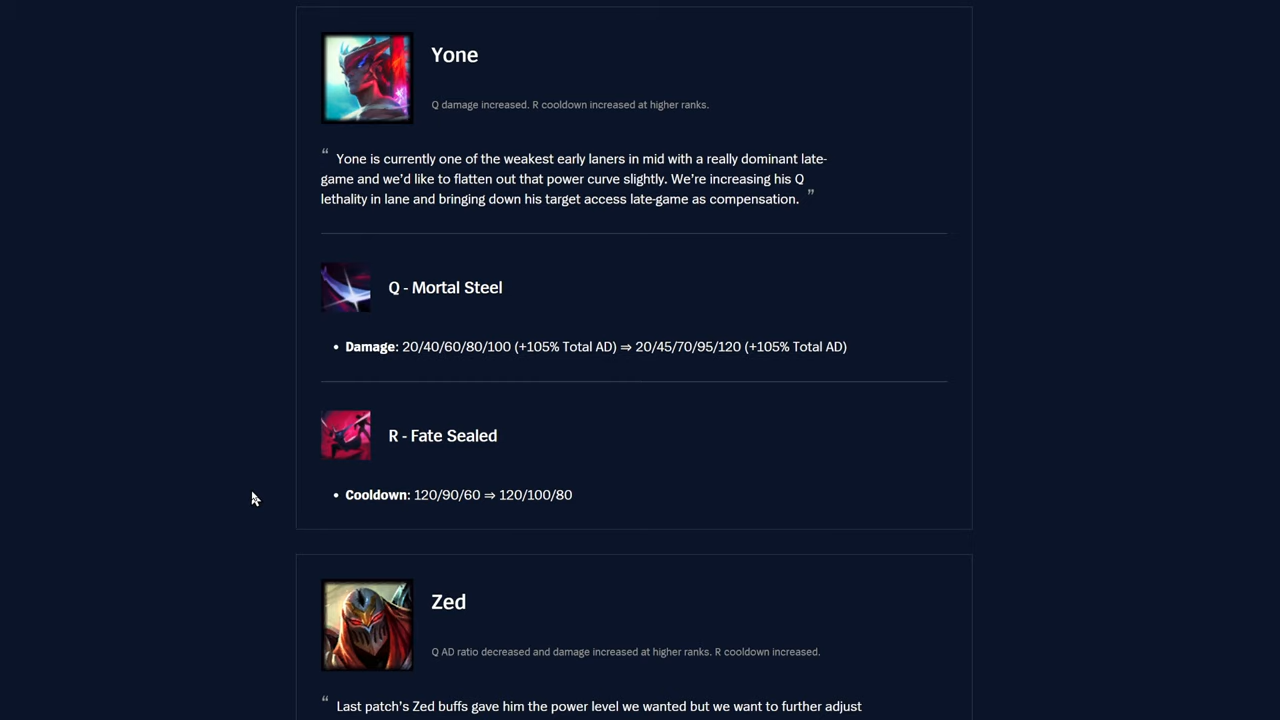 Yone
Q damage increased. R cooldown increased at higher ranks.
“ Yone is currently one of the weakest early laners in mid with a really dominant late-
game and we’d like to flatten out that power curve slightly. We’re increasing his Q
lethality in lane and bringing down his target access late-game as compensation. ”
Q - Mortal Steel
• Damage: 20/40/60/80/100 (+105% Total AD) ⇒ 20/45/70/95/120 (+105% Total AD)
R - Fate Sealed
• Cooldown: 120/90/60 ⇒ 120/100/80
Zed
Q AD ratio decreased and damage increased at higher ranks. R cooldown increased.
“ Last patch’s Zed buffs gave him the power level we wanted but we want to further adjust